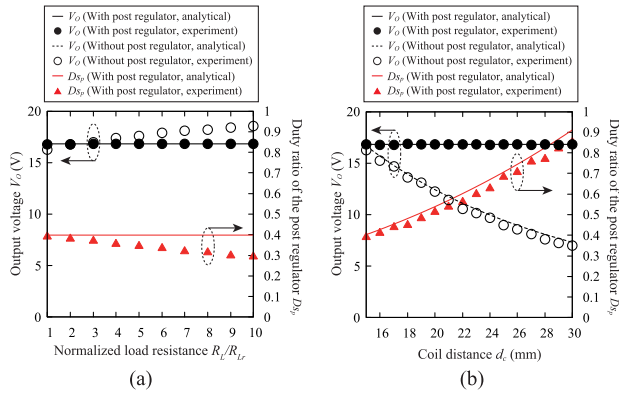 V_O (With post regulator, analytical)
V_O (With post regulator, experiment)
V_O (Without post regulator, analytical)
V_O (Without post regulator, experiment)
Ds_p (With post regulator, analytical)
Ds_p (With post regulator, experiment)
20
15
10
5
0
Output voltage V_O (V)
1
0.9
0.8
0.7
0.6
0.5
0.4
0.3
0.2
0.1
0
Duty ratio of the post regulator Ds_p
1 2 3 4 5 6 7 8 9 10
Normalized load resistance R_L/R_Lr
(a)
V_O (With post regulator, analytical)
V_O (With post regulator, experiment)
V_O (Without post regulator, analytical)
V_O (Without post regulator, experiment)
Ds_p (With post regulator, analytical)
Ds_p (With post regulator, experiment)
20
15
10
5
0
Output voltage V_O (V)
1
0.9
0.8
0.7
0.6
0.5
0.4
0.3
0.2
0.1
0
Duty ratio of the post regulator Ds_p
16 18 20 22 24 26 28 30
Coil distance d_c (mm)
(b)